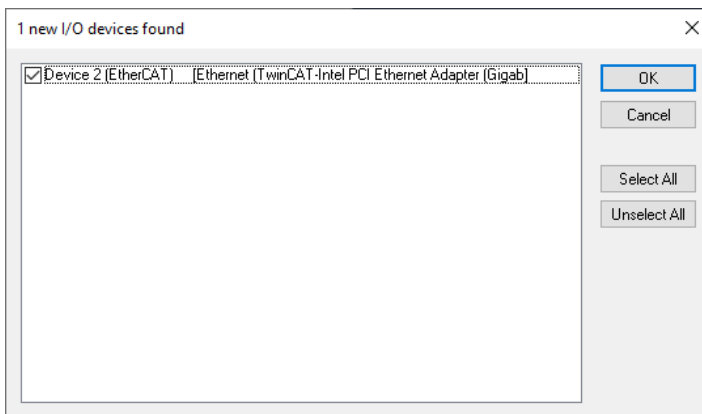 1 new I/O devices found
Device 2 (EtherCAT) [Ethernet (TwinCAT-Intel PCI Ethernet Adapter (Gigab]
OK
Cancel
Select All
Unselect All